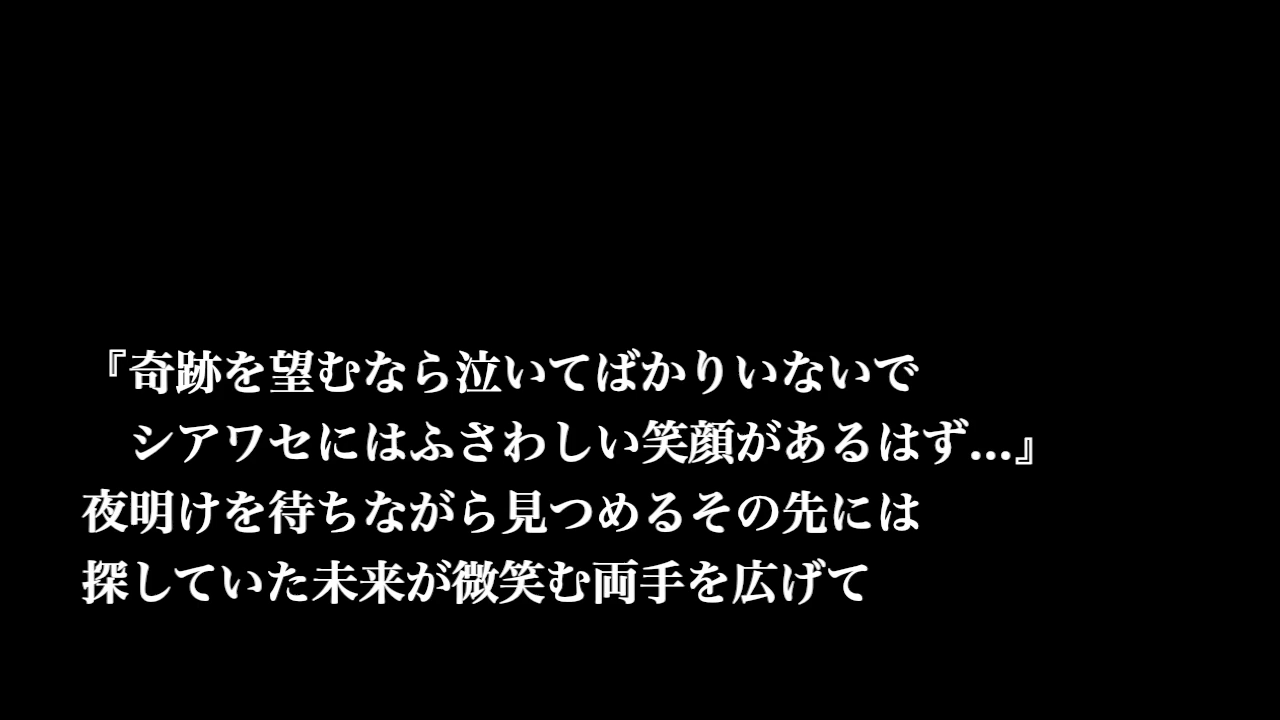 『奇跡を望むなら泣いてばかりいないで
　シアワセにはふさわしい笑顔があるはず...』
夜明けを待ちながら見つめるその先には
探していた未来が微笑む両手を広げて